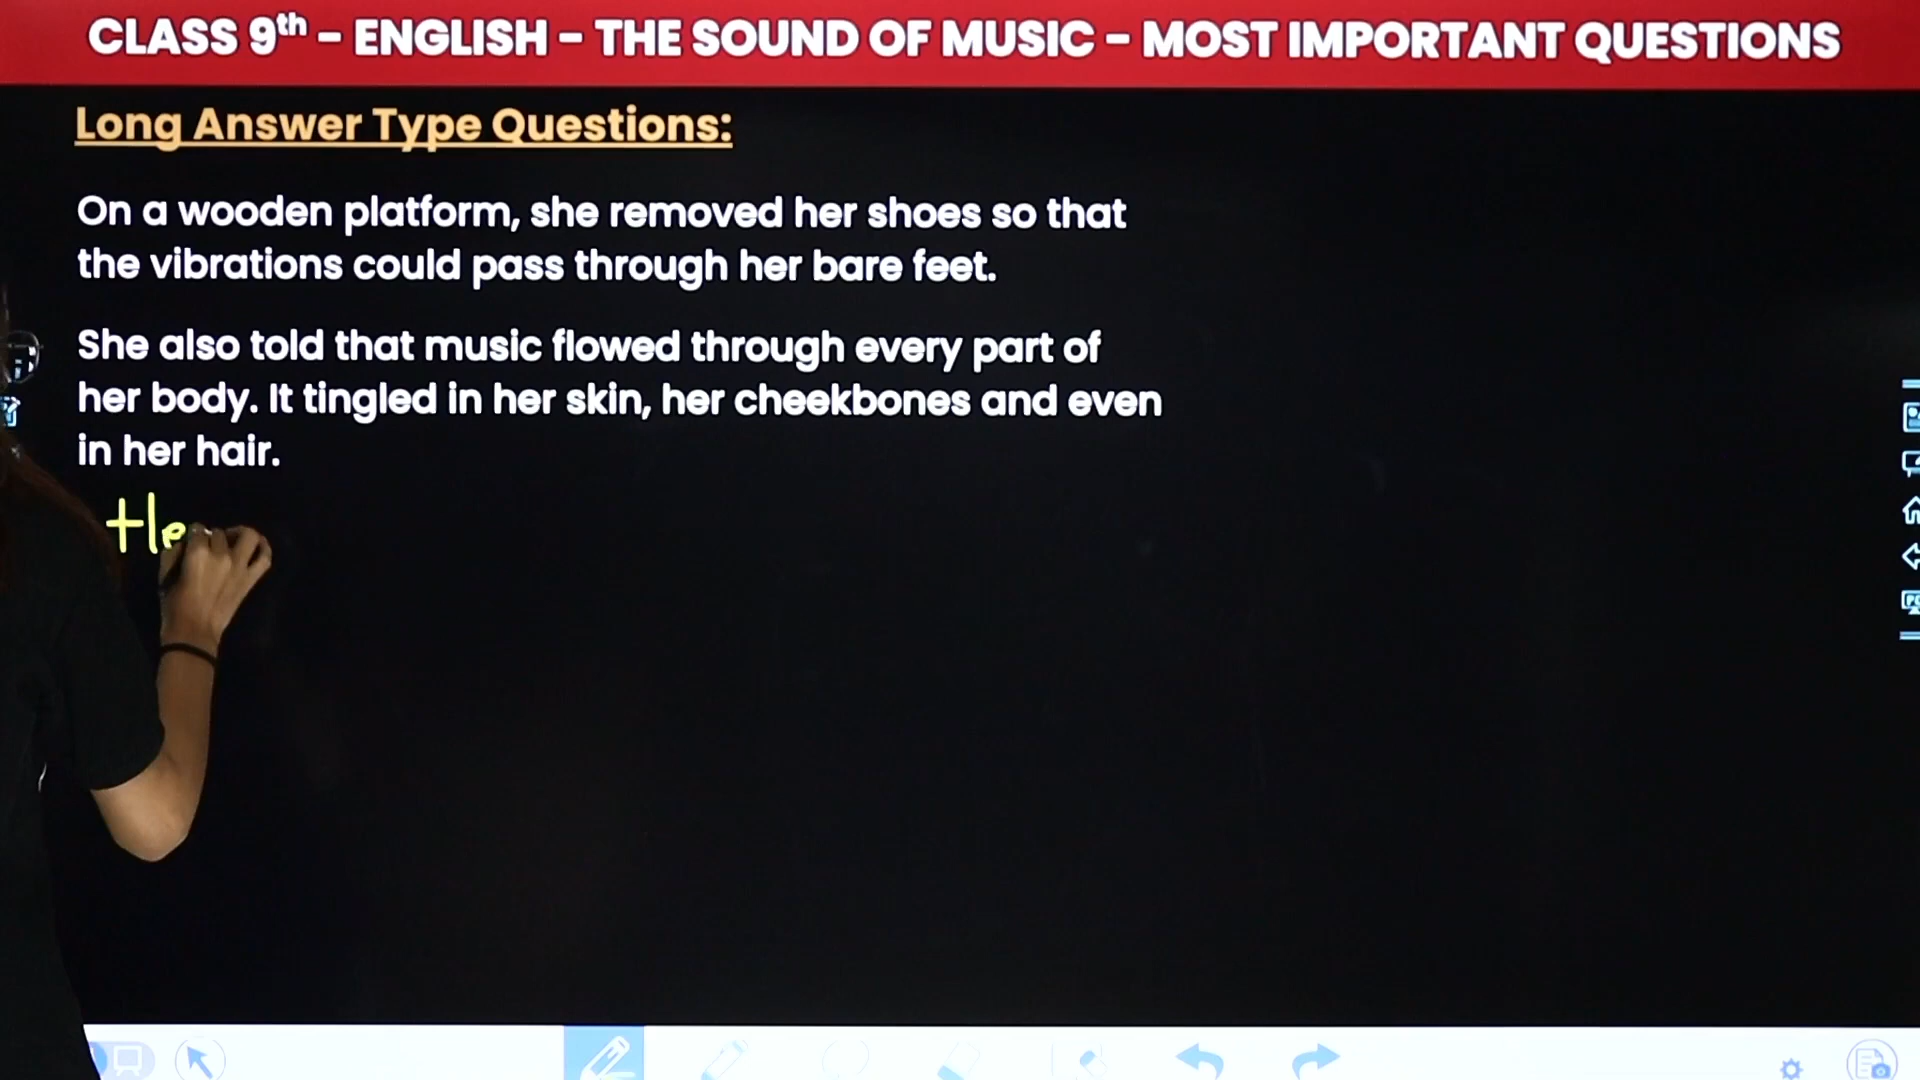 CLASS 9th – ENGLISH – THE SOUND OF MUSIC – MOST IMPORTANT QUESTIONS
Long Answer Type Questions:
On a wooden platform, she removed her shoes so that
the vibrations could pass through her bare feet.
She also told that music flowed through every part of
her body. It tingled in her skin, her cheekbones and even
in her hair.